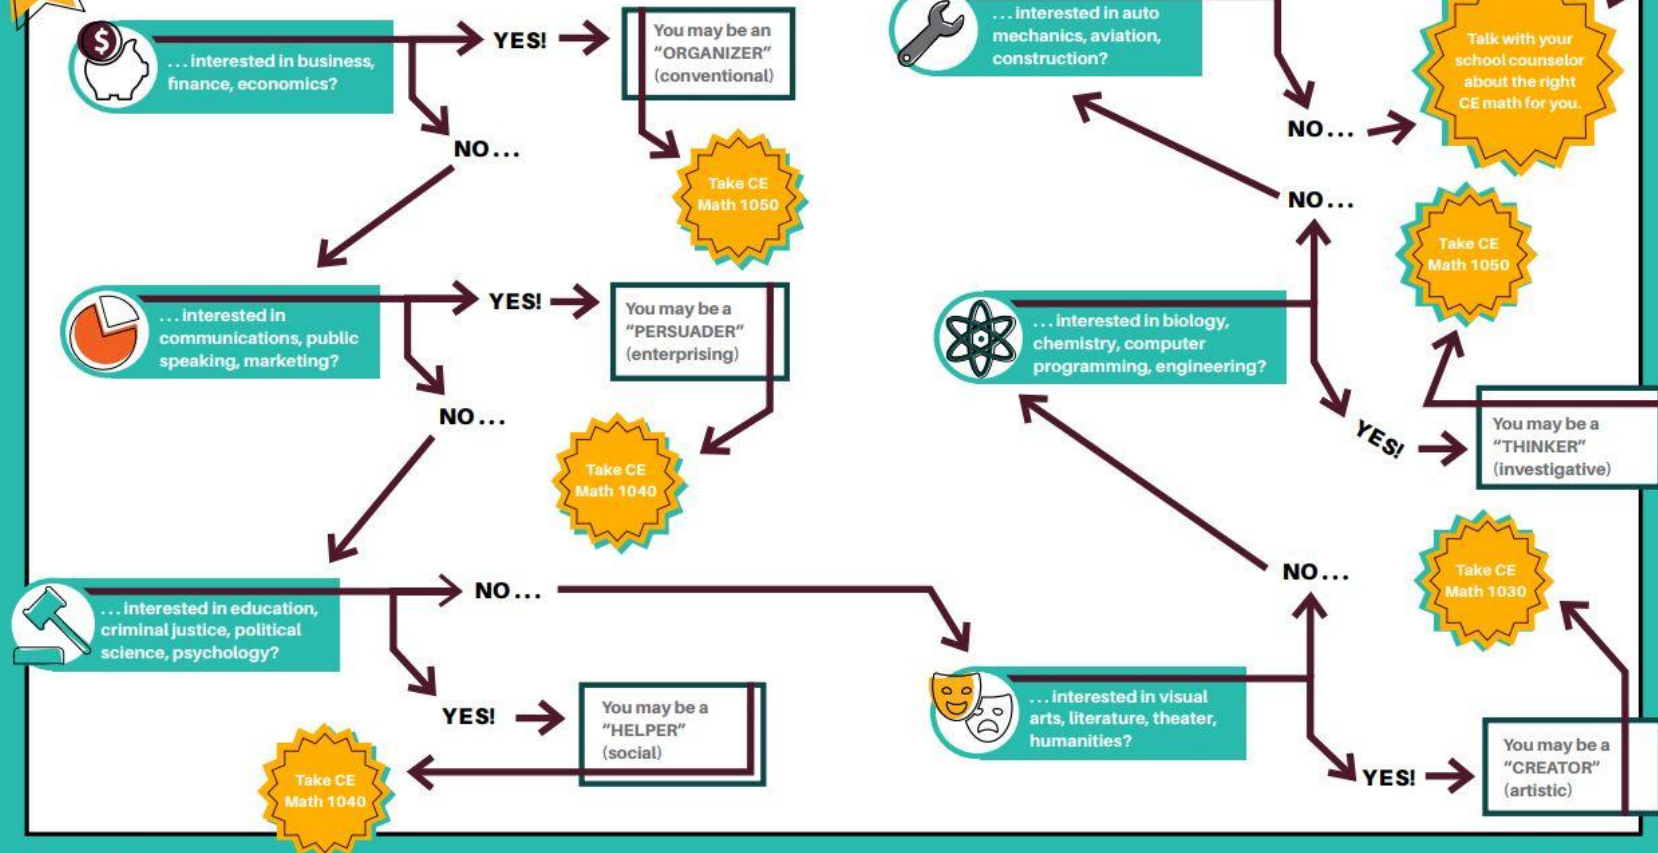 . . . interested in business,
finance, economics?
YES!
You may be an
“ORGANIZER”
(conventional)
NO...
Take CE
Math 1050
. . . interested in
communications, public
speaking, marketing?
YES!
You may be a
“PERSUADER”
(enterprising)
NO...
Take CE
Math 1040
. . . interested in education,
criminal justice, political
science, psychology?
NO...
YES!
You may be a
“HELPER”
(social)
Take CE
Math 1040
. . . interested in visual
arts, literature, theater,
humanities?
YES!
You may be a
“CREATOR”
(artistic)
Take CE
Math 1030
NO...
. . . interested in biology,
chemistry, computer
programming, engineering?
YES!
You may be a
“THINKER”
(investigative)
Take CE
Math 1050
NO...
. . . interested in auto
mechanics, aviation,
construction?
NO...
Talk with your
school counselor
about the right
CE math for you.
$